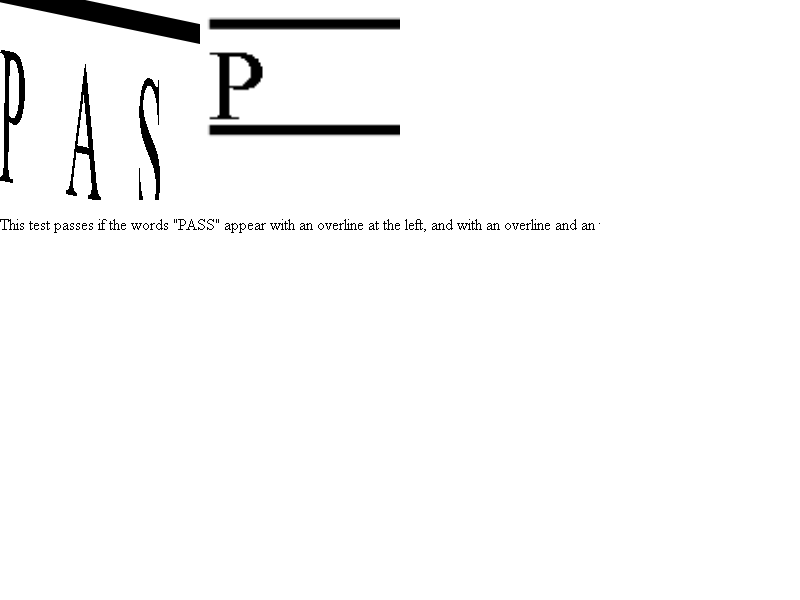 PAS
P
This test passes if the words "PASS" appear with an overline at the left, and with an overline and an